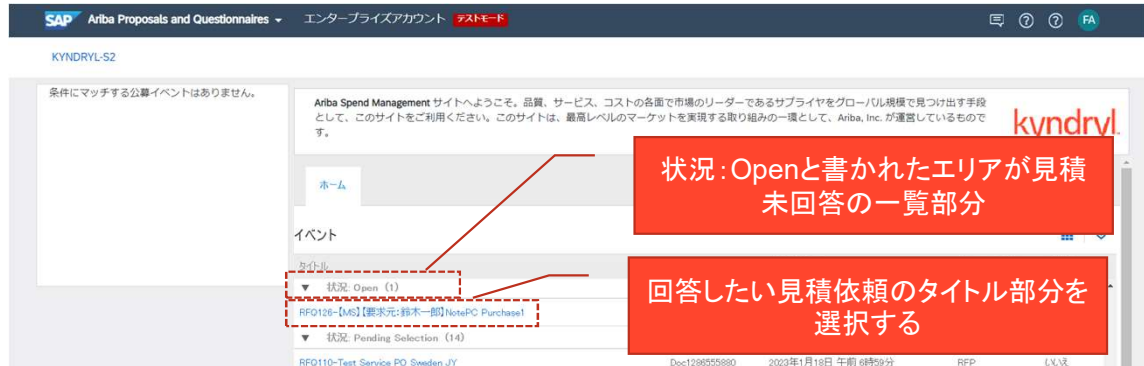 SAP Ariba Proposals and Questionnaires エンタープライズアカウント テストモード FA
KYNDRYL-S2
条件にマッチする公募イベントはありません。
Ariba Spend Management サイトへようこそ。品質、サービス、コストの各面で市場のリーダーであるサプライヤをグローバル規模で見つけ出す手段
として、このサイトをご利用ください。このサイトは、最高レベルのマーケットを実現する取り組みの一環として、Ariba, Inc. が運営しているもので
す。
kyndryl.
状況：Openと書かれたエリアが見積
未回答の一覧部分
ホーム
イベント
タイトル
▼ 状況: Open (1)
回答したい見積依頼のタイトル部分を
選択する
RFQ126-【MS】【要求元:鈴木一郎】NotePC Purchase1
▼ 状況: Pending Selection (14)
RFQ110-Test Service PO Sweden JY Doc1286555880 2023年1月18日 午前 6時59分 RFP いいえ